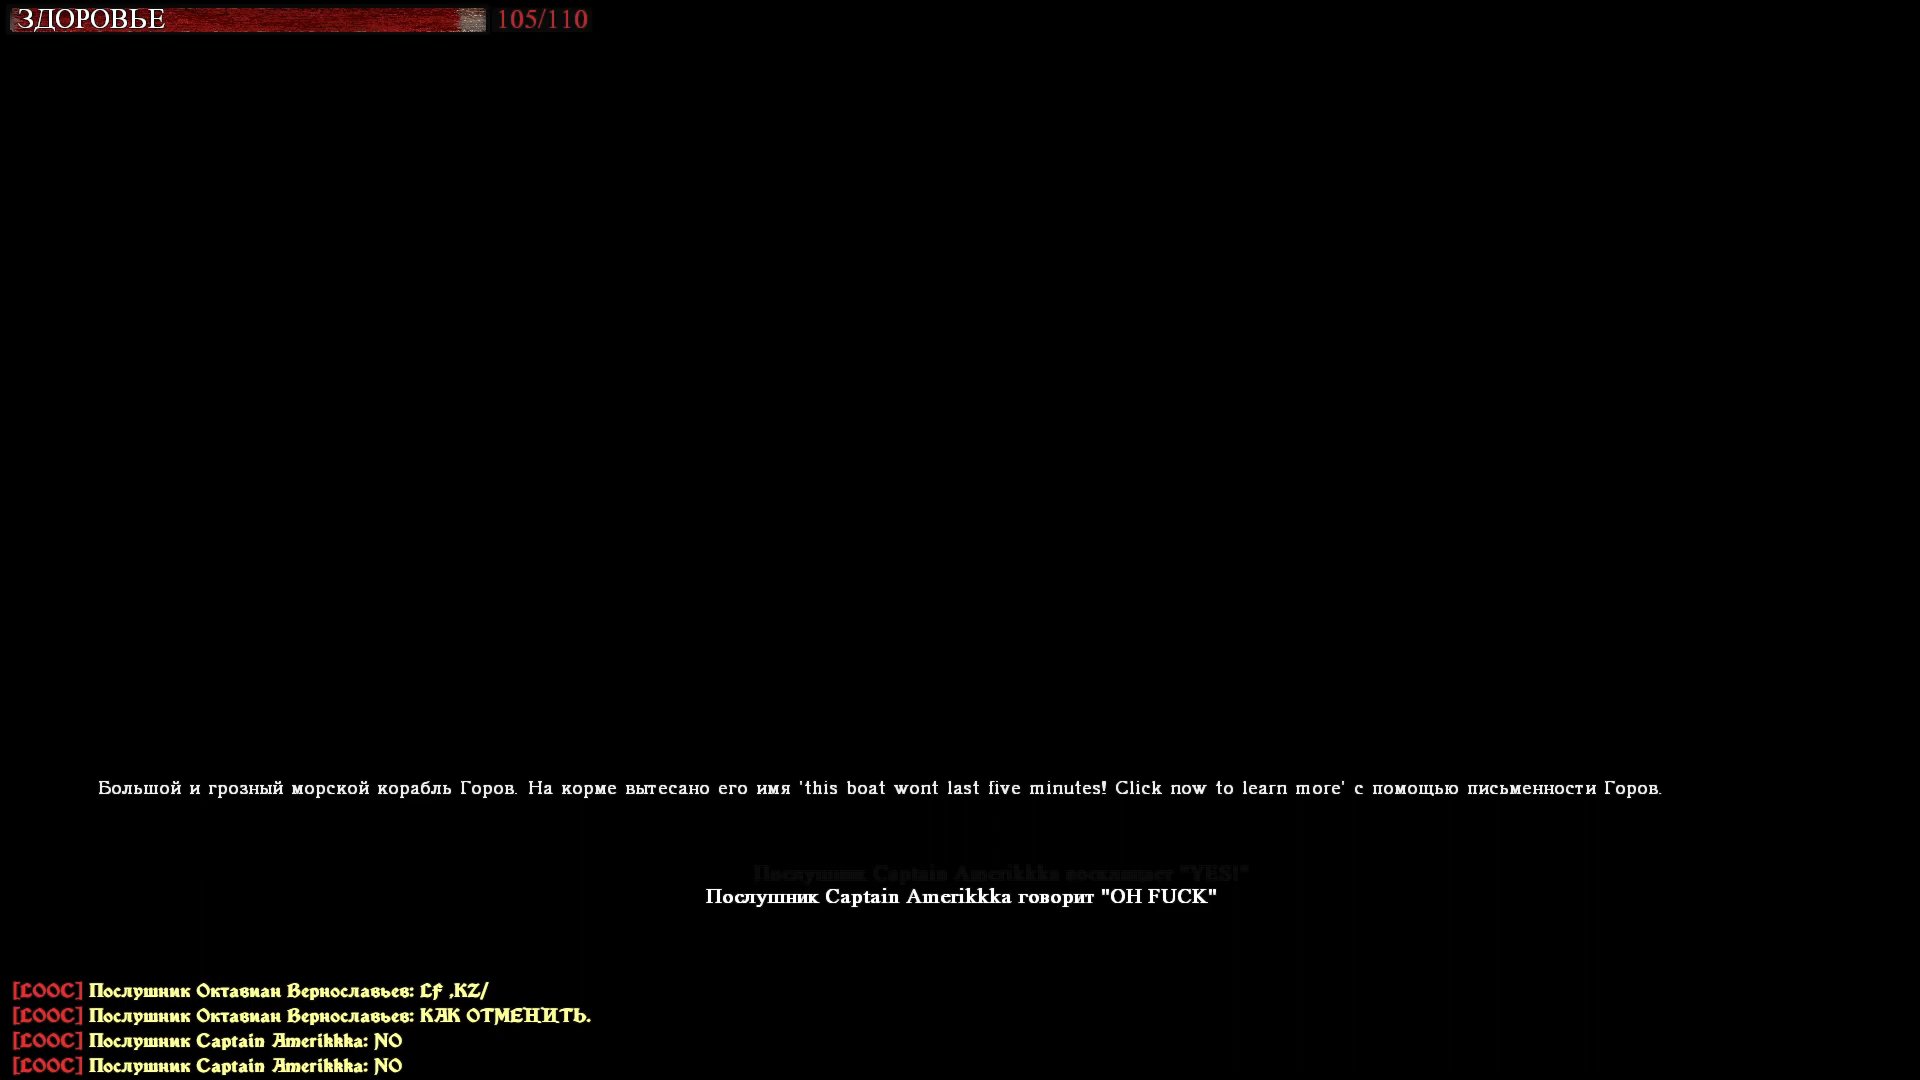 ЗДОРОВЬЕ 105/110
Большой и грозный морской корабль Горов. На корме вытесано его имя 'this boat wont last five minutes! Click now to learn more' с помощью письменности Горов.
Послушник Captain Amerikkka восклицает "YES!"
Послушник Captain Amerikkka говорит "OH FUCK"
[LOOC] Послушник Октавиан Вернославьев: LF ,KZ/
[LOOC] Послушник Октавиан Вернославьев: КАК ОТМЕНИТЬ.
[LOOC] Послушник Captain Amerikkka: NO
[LOOC] Послушник Captain Amerikkka: NO